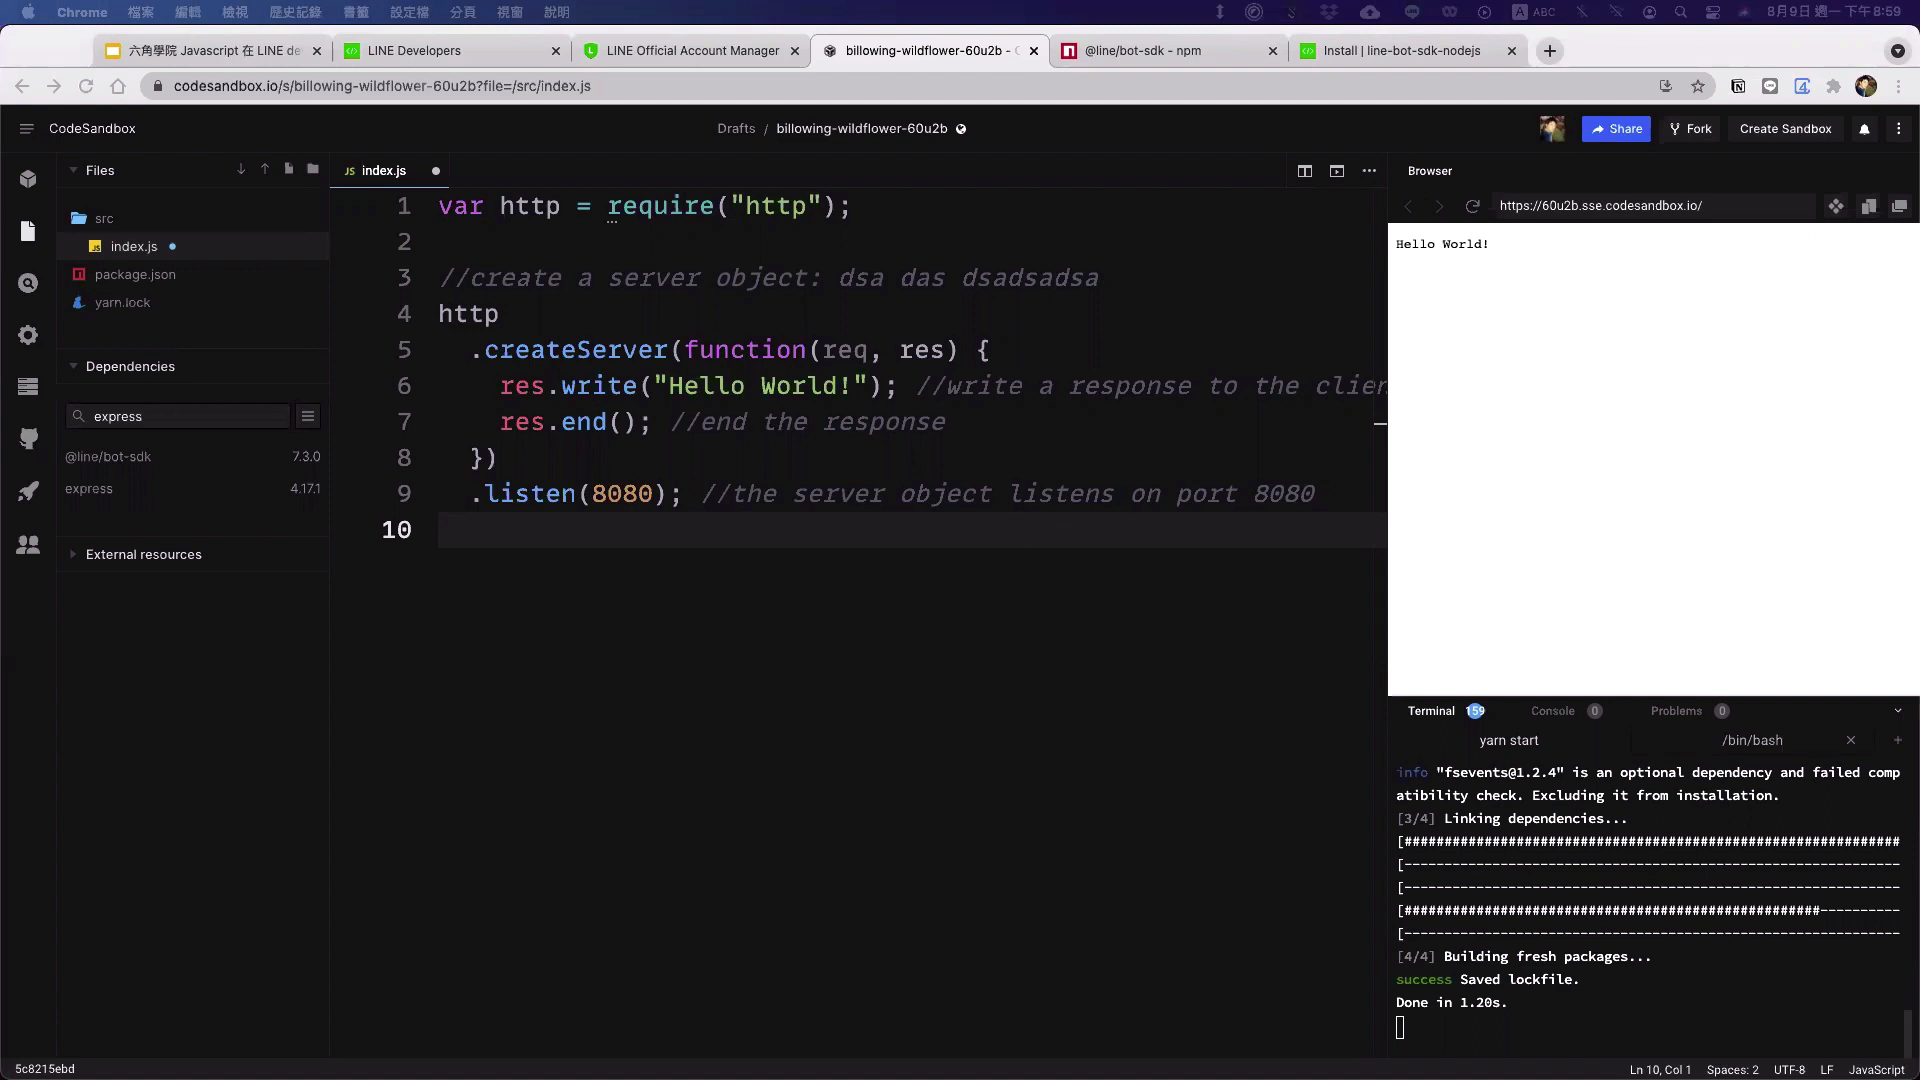 Chrome 檔案 編輯 檢視 歷史記錄 書籤 設定檔 分頁 視窗 說明 ABC 8月9日 週一 下午8:59
六角學院 Javascript 在 LINE de LINE Developers LINE Official Account Manager billowing-wildflower-60u2b - C @line/bot-sdk - npm Install | line-bot-sdk-nodejs
codesandbox.io/s/billowing-wildflower-60u2b?file=/src/index.js
CodeSandbox Drafts / billowing-wildflower-60u2b Share Fork Create Sandbox
Files
src
index.js
package.json
yarn.lock
Dependencies
express
@line/bot-sdk 7.3.0
express 4.17.1
External resources
JS index.js
1 var http = require("http");
2
3 //create a server object: dsa das dsadsadsa
4 http
5 .createServer(function(req, res) {
6 res.write("Hello World!"); //write a response to the clien
7 res.end(); //end the response
8 })
9 .listen(8080); //the server object listens on port 8080
10
Browser
https://60u2b.sse.codesandbox.io/
Hello World!
Terminal 159 Console 0 Problems 0
yarn start /bin/bash
info "fsevents@1.2.4" is an optional dependency and failed comp
atibility check. Excluding it from installation.
[3/4] Linking dependencies...
[##############################################################
[--------------------------------------------------------------
[--------------------------------------------------------------
[####################################################----------
[--------------------------------------------------------------
[4/4] Building fresh packages...
success Saved lockfile.
Done in 1.20s.
5c8215ebd Ln 10, Col 1 Spaces: 2 UTF-8 LF JavaScript